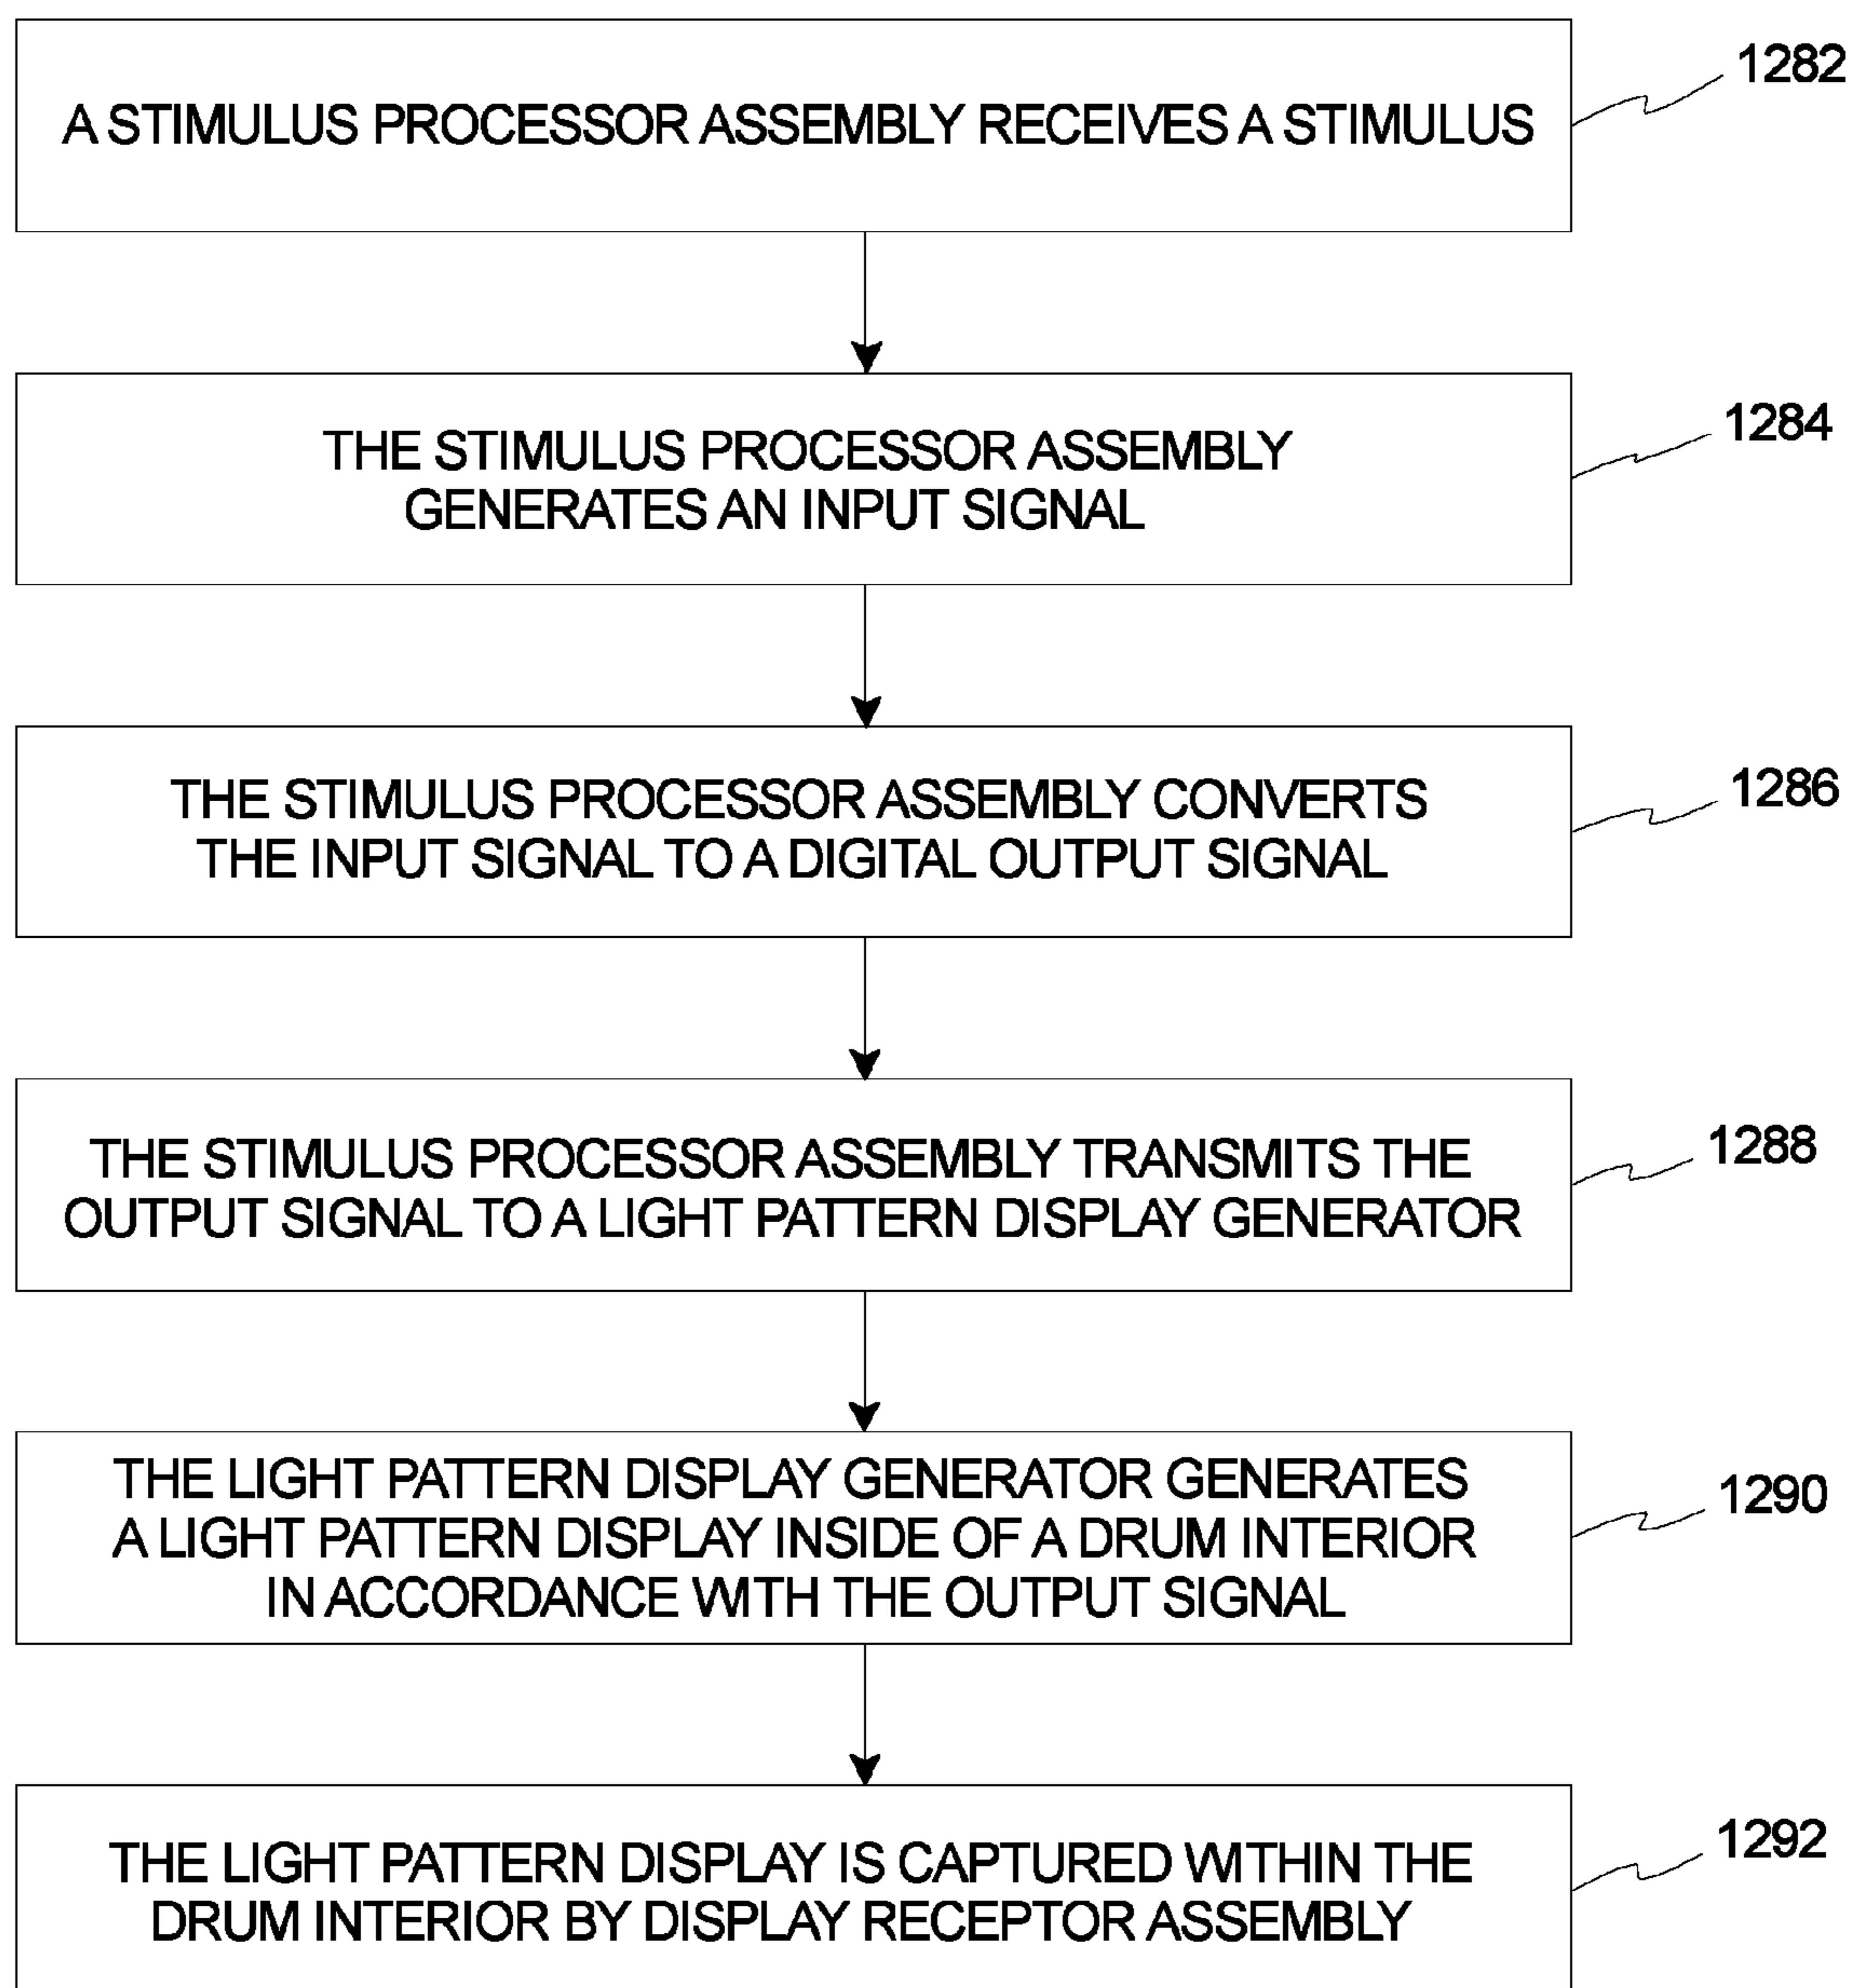 A STIMULUS PROCESSOR ASSEMBLY RECEIVES A STIMULUS
1282
THE STIMULUS PROCESSOR ASSEMBLY
GENERATES AN INPUT SIGNAL
1284
THE STIMULUS PROCESSOR ASSEMBLY CONVERTS
THE INPUT SIGNAL TO A DIGITAL OUTPUT SIGNAL
1286
THE STIMULUS PROCESSOR ASSEMBLY TRANSMITS THE
OUTPUT SIGNAL TO A LIGHT PATTERN DISPLAY GENERATOR
1288
THE LIGHT PATTERN DISPLAY GENERATOR GENERATES
A LIGHT PATTERN DISPLAY INSIDE OF A DRUM INTERIOR
IN ACCORDANCE WITH THE OUTPUT SIGNAL
1290
THE LIGHT PATTERN DISPLAY IS CAPTURED WITHIN THE
DRUM INTERIOR BY DISPLAY RECEPTOR ASSEMBLY
1292